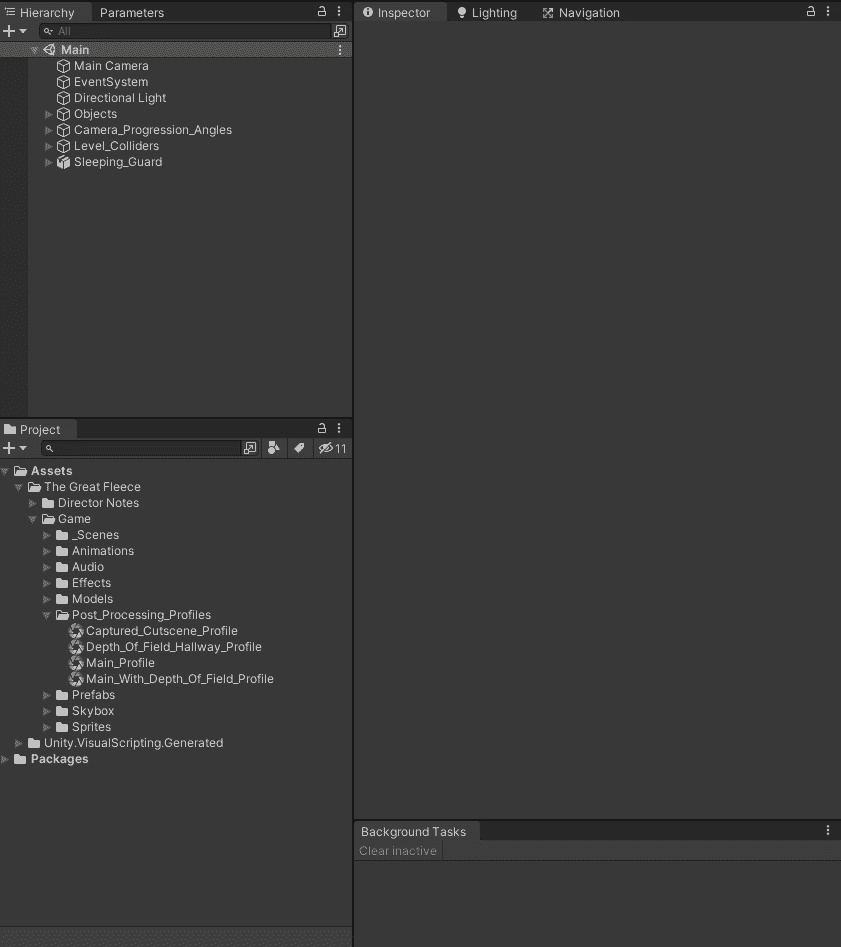 Hierarchy Parameters
All
Main
Main Camera
EventSystem
Directional Light
Objects
Camera_Progression_Angles
Level_Colliders
Sleeping_Guard
Project
11
Assets
The Great Fleece
Director Notes
Game
_Scenes
Animations
Audio
Effects
Models
Post_Processing_Profiles
Captured_Cutscene_Profile
Depth_Of_Field_Hallway_Profile
Main_Profile
Main_With_Depth_Of_Field_Profile
Prefabs
Skybox
Sprites
Unity.VisualScripting.Generated
Packages
Inspector Lighting Navigation
Background Tasks
Clear inactive